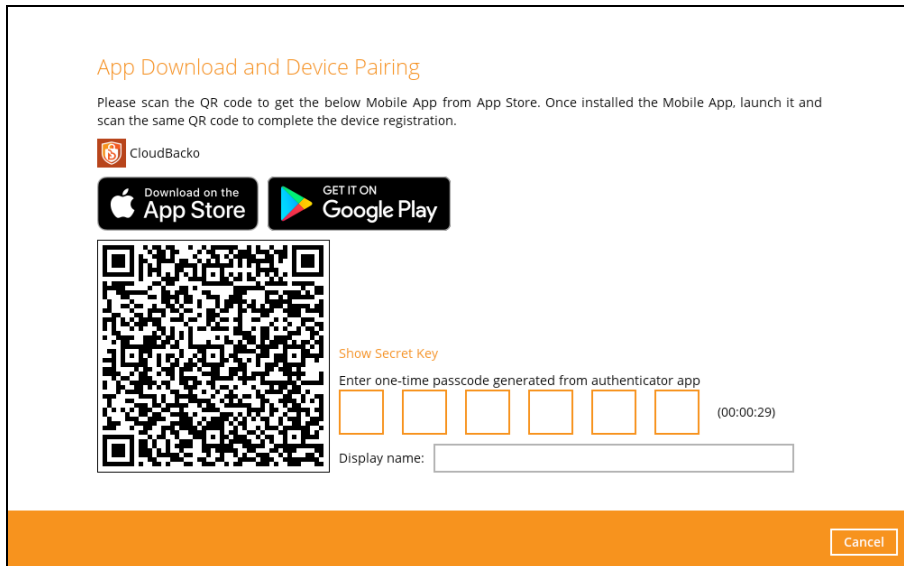 App Download and Device Pairing
Please scan the QR code to get the below Mobile App from App Store. Once installed the Mobile App, launch it and
scan the same QR code to complete the device registration.
CloudBacko
Download on the
App Store
GET IT ON
Google Play
Show Secret Key
Enter one-time passcode generated from authenticator app
(00:00:29)
Display name:
Cancel